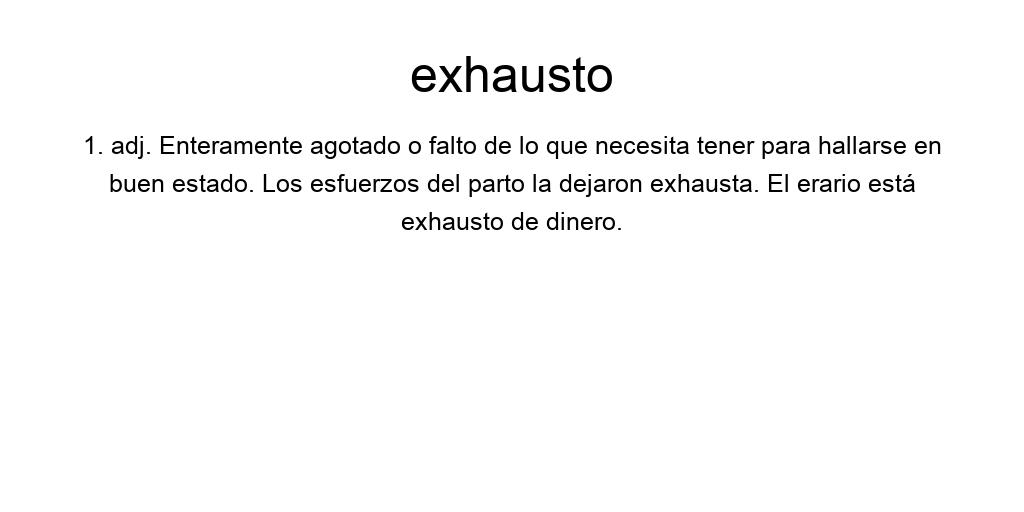 exhausto
1. adj. Enteramente agotado o falto de lo que necesita tener para hallarse en
buen estado. Los esfuerzos del parto la dejaron exhausta. El erario está
exhausto de dinero.